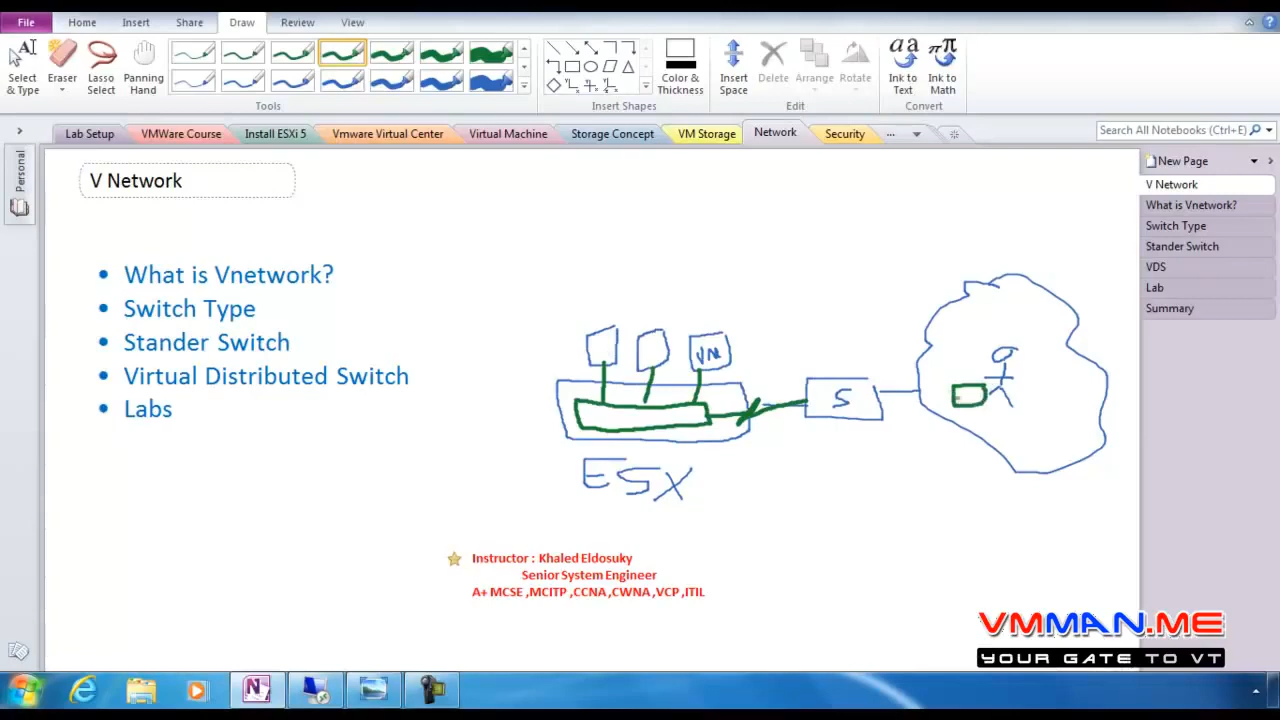 File Home Insert Share Draw Review View
Select & Type Eraser Lasso Select Panning Hand
Tools
Insert Shapes
Color & Thickness
Insert Space Delete Arrange Rotate
Edit
Ink to Text Ink to Math
Convert
Lab Setup VMWare Course Install ESXi 5 Vmware Virtual Center Virtual Machine Storage Concept VM Storage Network Security ...
Search All Notebooks (Ctrl+E)
Personal
V Network
• What is Vnetwork?
• Switch Type
• Stander Switch
• Virtual Distributed Switch
• Labs
VM
S
ESX
Instructor : Khaled Eldosuky
Senior System Engineer
A+ MCSE ,MCITP ,CCNA ,CWNA ,VCP ,ITIL
VMMAN.ME
YOUR GATE TO VT
New Page
V Network
What is Vnetwork?
Switch Type
Stander Switch
VDS
Lab
Summary